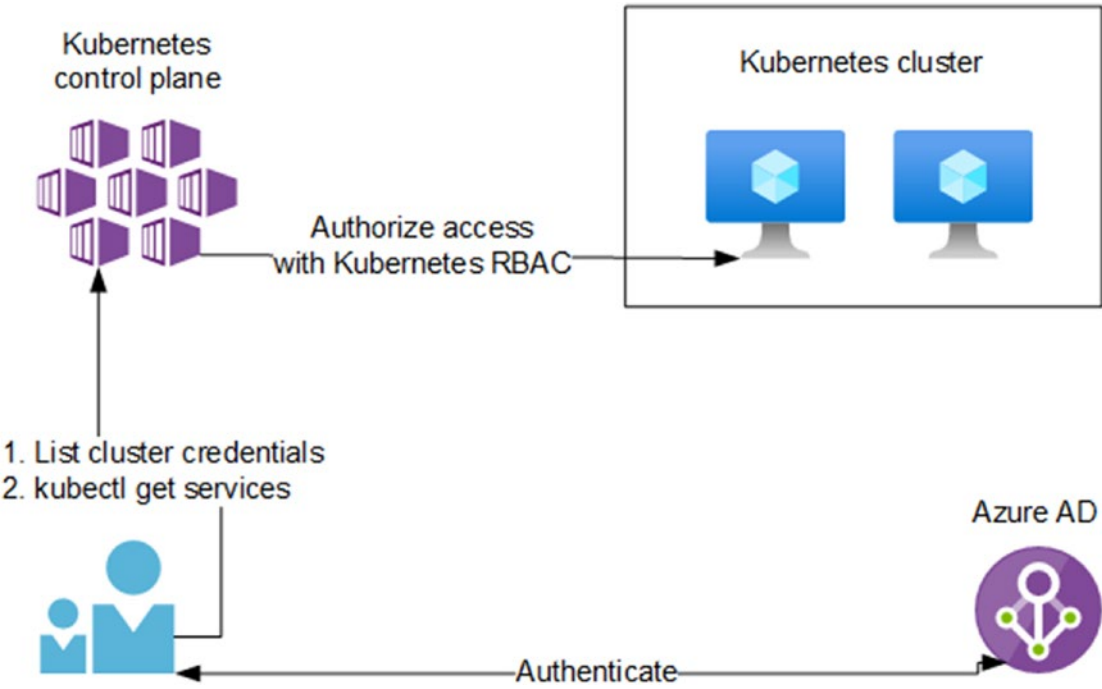 Kubernetes
control plane
Kubernetes cluster
Authorize access
with Kubernetes RBAC
1. List cluster credentials
2. kubectl get services
Azure AD
Authenticate